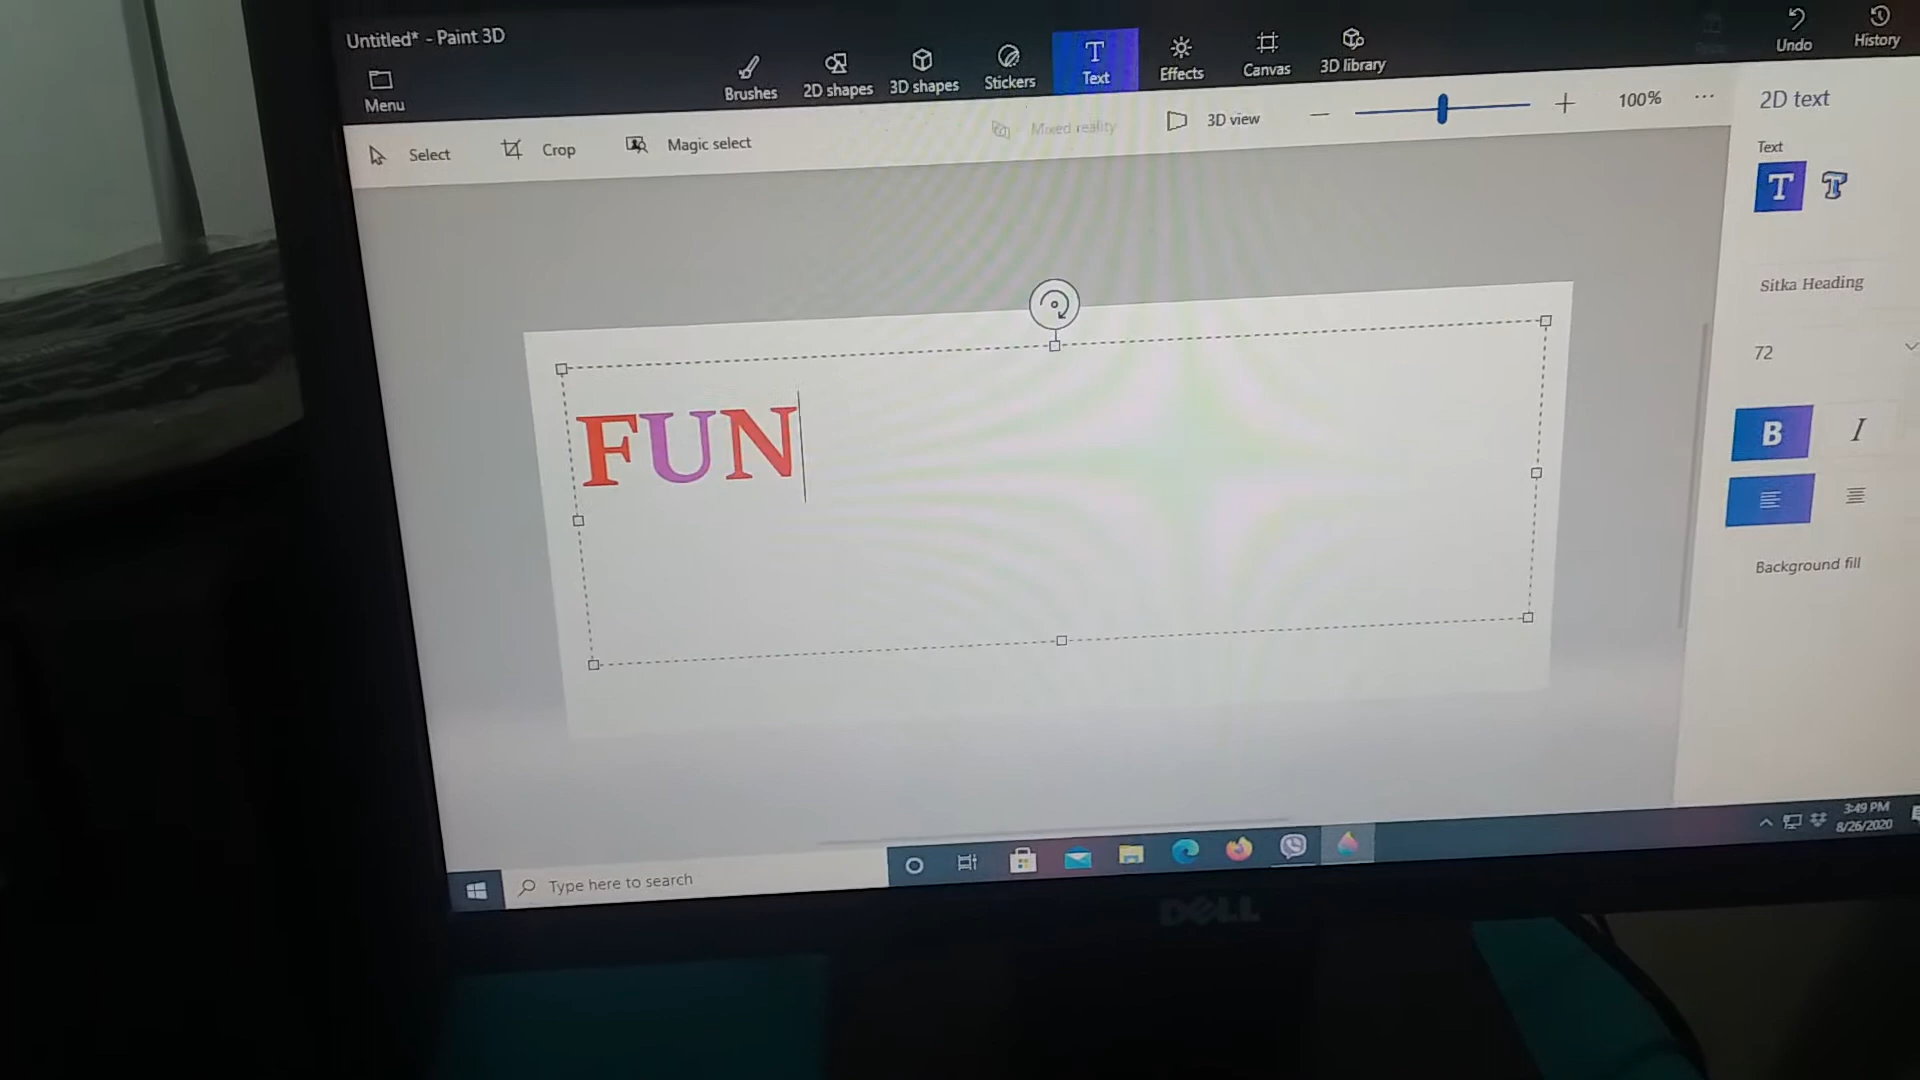 Untitled* - Paint 3D
Menu
Brushes
2D shapes
3D shapes
Stickers
Text
Effects
Canvas
3D library
Undo
History
Select
Crop
Magic select
Mixed reality
3D view
100%
...
2D text
Text
Sitka Heading
72
B
I
Background fill
FUN
Type here to search
3:49 PM
8/26/2020
DELL